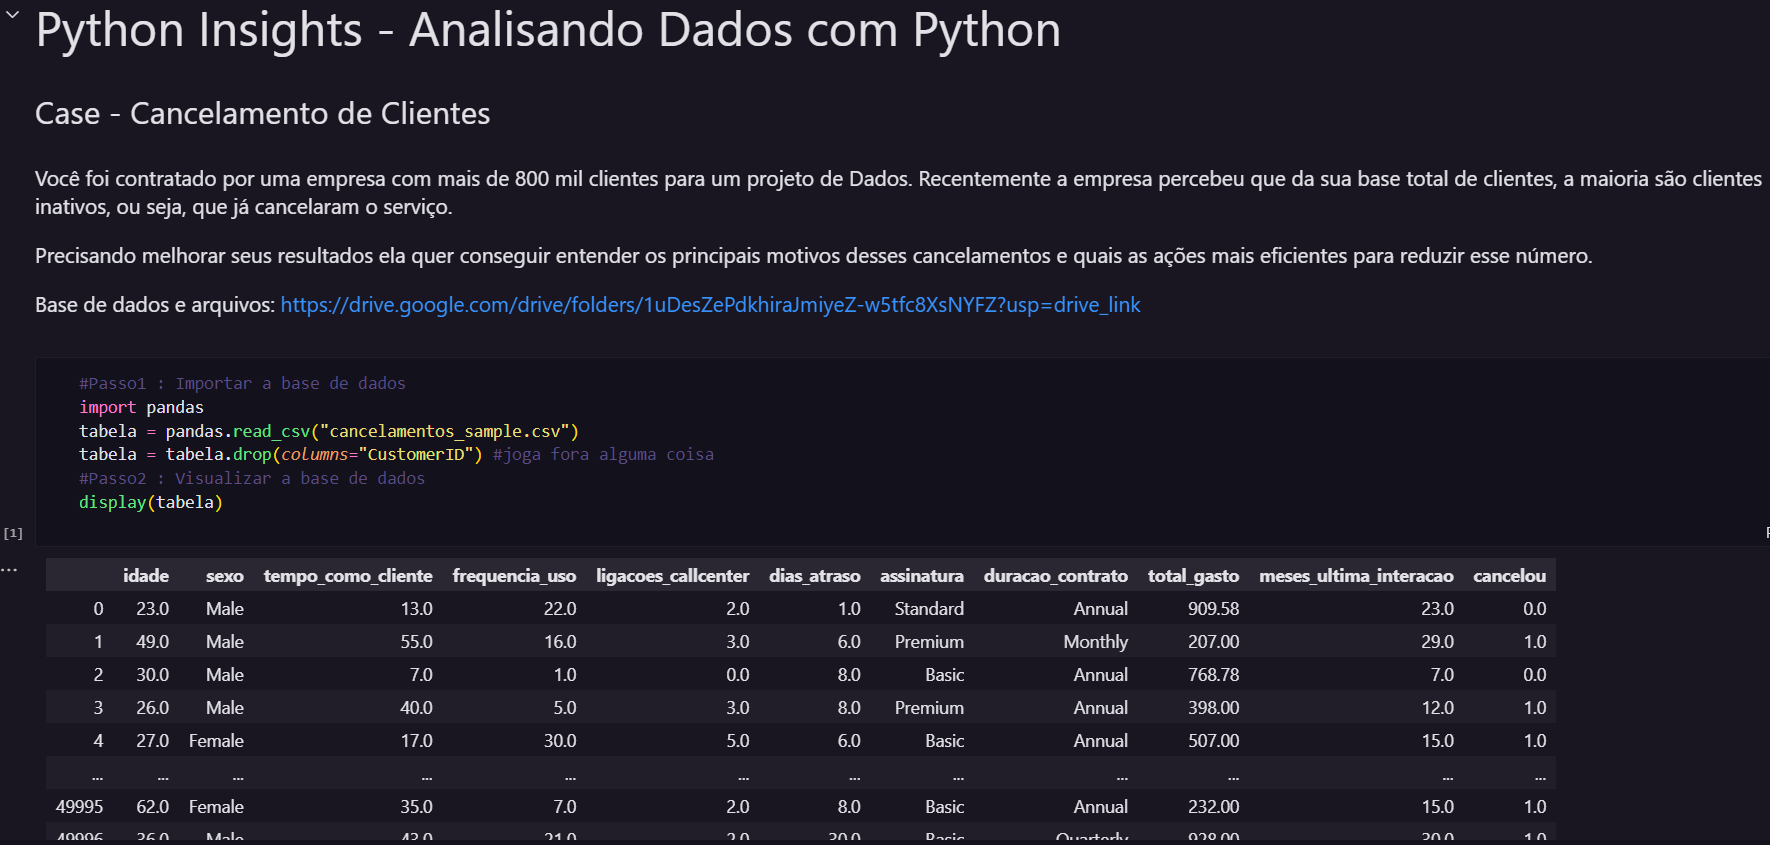 Python Insights - Analisando Dados com Python
Case - Cancelamento de Clientes
Você foi contratado por uma empresa com mais de 800 mil clientes para um projeto de Dados. Recentemente a empresa percebeu que da sua base total de clientes, a maioria são clientes
inativos, ou seja, que já cancelaram o serviço.
Precisando melhorar seus resultados ela quer conseguir entender os principais motivos desses cancelamentos e quais as ações mais eficientes para reduzir esse número.
Base de dados e arquivos: https://drive.google.com/drive/folders/1uDesZePdkhiraJmiyeZ-w5tfc8XsNYFZ?usp=drive_link
#Passo1 : Importar a base de dados
import pandas
tabela = pandas.read_csv("cancelamentos_sample.csv")
tabela = tabela.drop(columns="CustomerID") #joga fora alguma coisa
#Passo2 : Visualizar a base de dados
display(tabela)
[1]
... idade sexo tempo_como_cliente frequencia_uso ligacoes_callcenter dias_atraso assinatura duracao_contrato total_gasto meses_ultima_interacao cancelou
0 23.0 Male 13.0 22.0 2.0 1.0 Standard Annual 909.58 23.0 0.0
1 49.0 Male 55.0 16.0 3.0 6.0 Premium Monthly 207.00 29.0 1.0
2 30.0 Male 7.0 1.0 0.0 8.0 Basic Annual 768.78 7.0 0.0
3 26.0 Male 40.0 5.0 3.0 8.0 Premium Annual 398.00 12.0 1.0
4 27.0 Female 17.0 30.0 5.0 6.0 Basic Annual 507.00 15.0 1.0
... ... ... ... ... ... ... ... ... ... ... ...
49995 62.0 Female 35.0 7.0 2.0 8.0 Basic Annual 232.00 15.0 1.0
49996 36.0 Male 43.0 21.0 2.0 30.0 Basic Quarterly 928.00 30.0 1.0